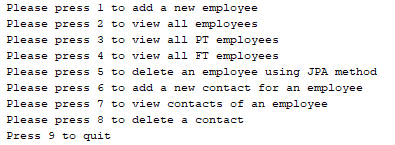 Please press 1 to add a new employee
Please press 2 to view all employees
Please press 3 to view all PT employees
Please press 4 to view all FT employees
Please press 5 to delete an employee using JPA method
Please press 6 to add a new contact for an employee
Please press 7 to view contacts of an employee
Please press 8 to delete a contact
Press 9 to quit